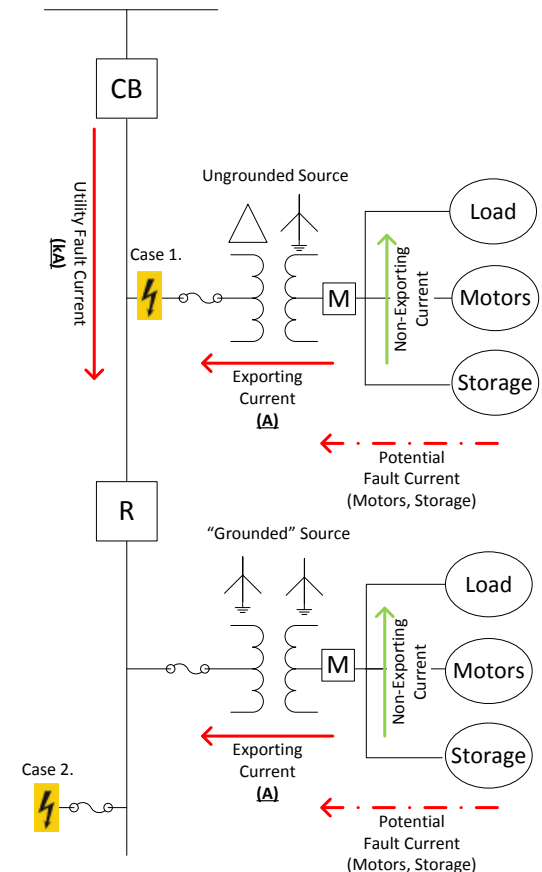 CB
Utility Fault Current
(kA)
Ungrounded Source
Case 1.
M
Load
Motors
Storage
Non-Exporting
Current
Exporting
Current
(A)
Potential
Fault Current
(Motors, Storage)
R
“Grounded” Source
M
Load
Motors
Storage
Non-Exporting
Current
Exporting
Current
(A)
Case 2.
Potential
Fault Current
(Motors, Storage)